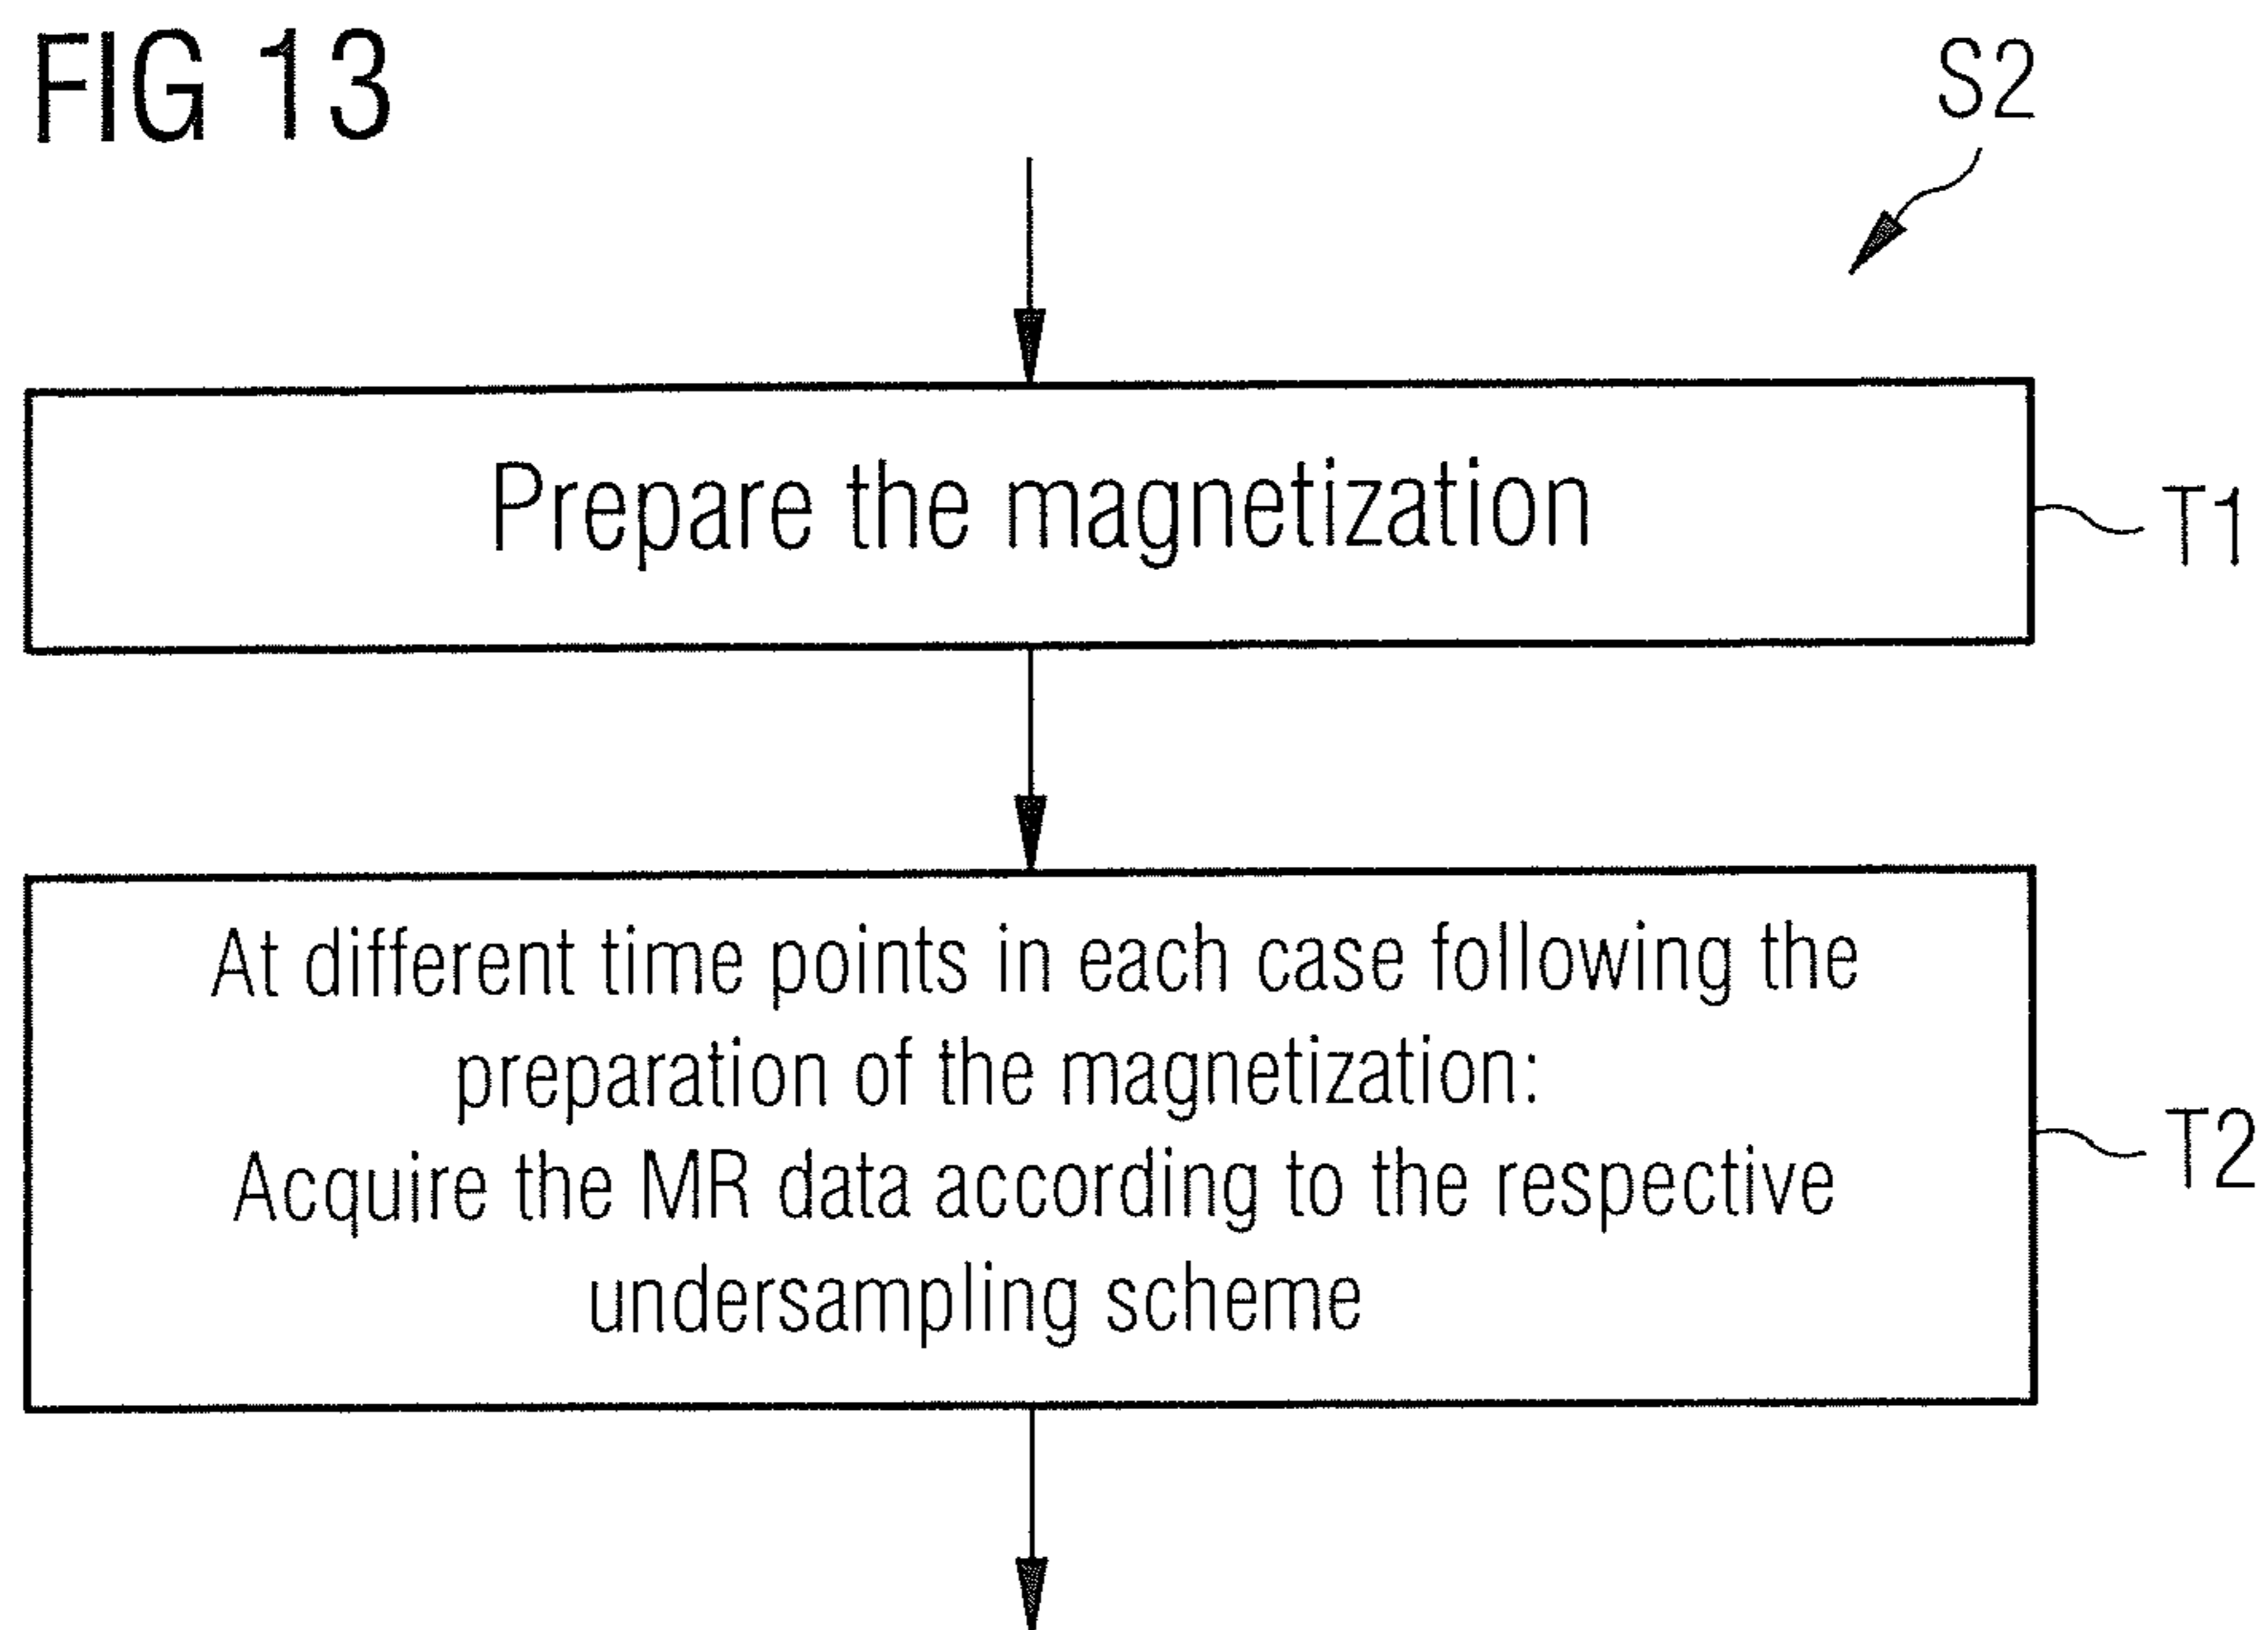 FIG 13
S2
Prepare the magnetization
T1
At different time points in each case following the
preparation of the magnetization:
Acquire the MR data according to the respective
undersampling scheme
T2